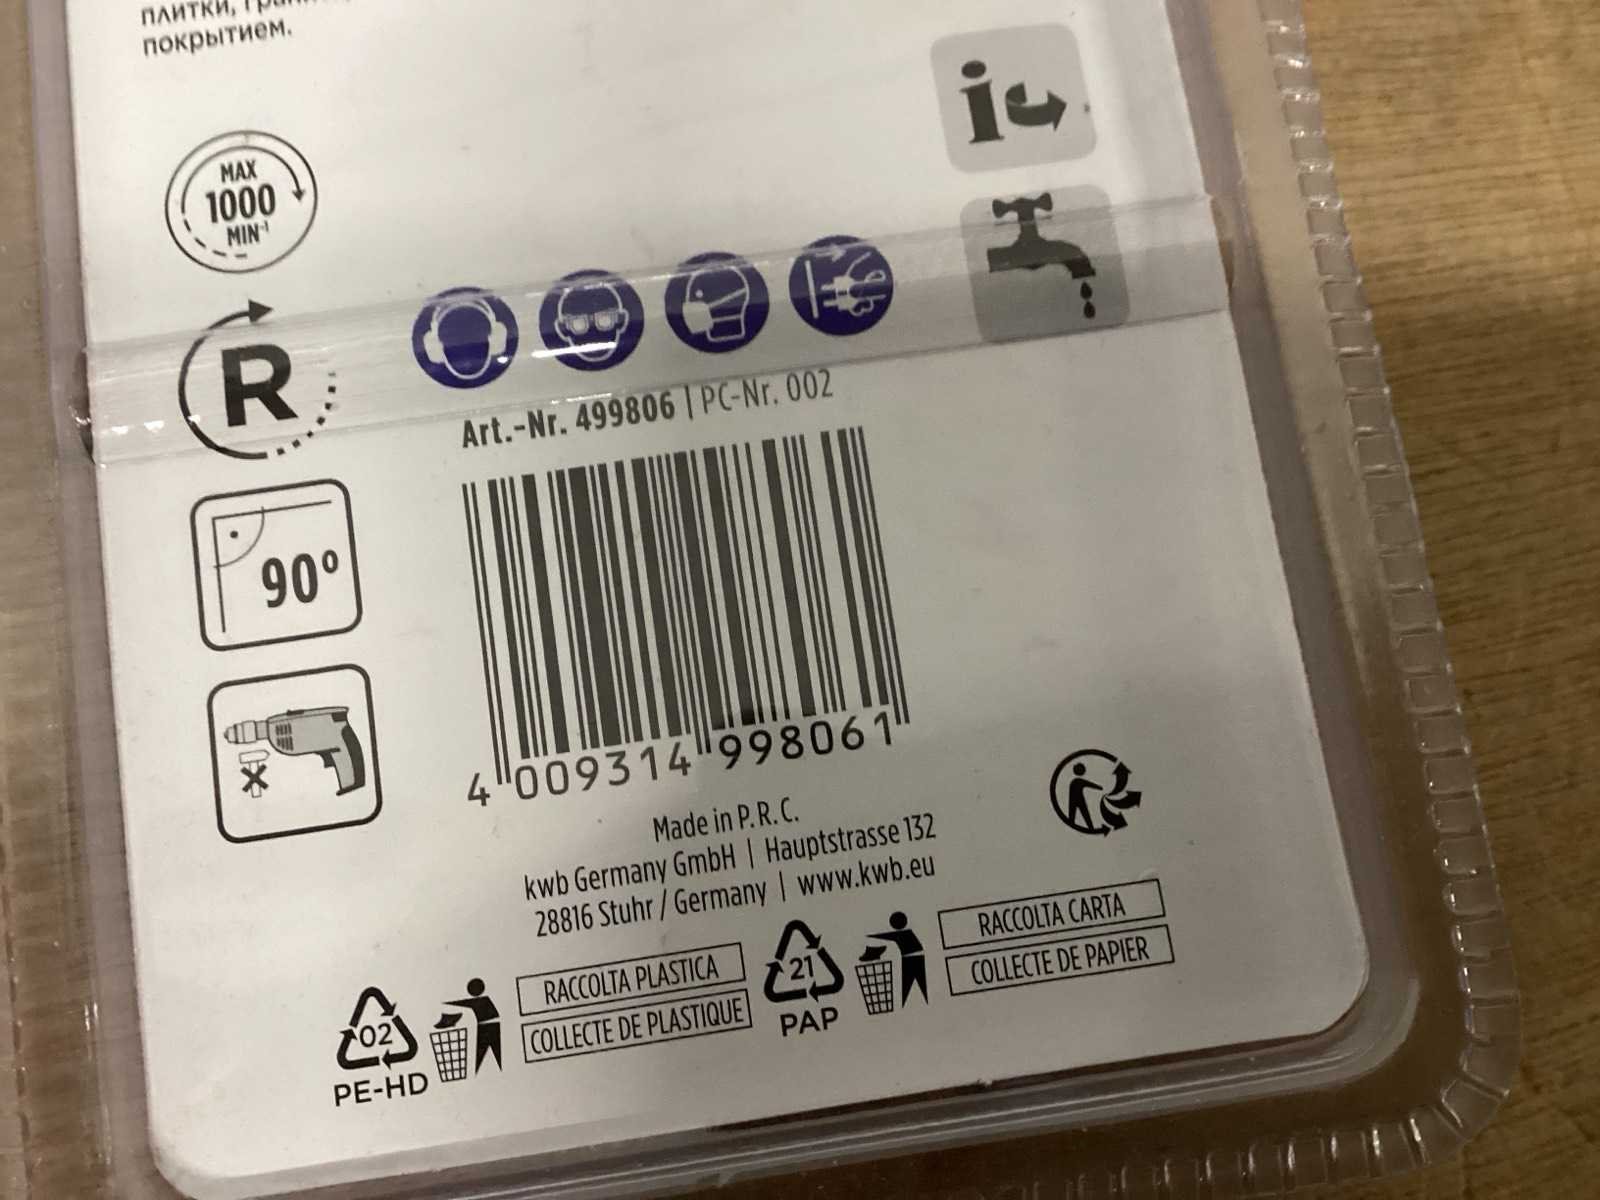 плитки,
покрытием.
MAX
1000
MIN⁻¹
i
R
Art.-Nr. 499806 | PC-Nr. 002
90°
4 009314 998061
Made in P.R.C.
kwb Germany GmbH | Hauptstrasse 132
28816 Stuhr / Germany | www.kwb.eu
RACCOLTA PLASTICA
COLLECTE DE PLASTIQUE
RACCOLTA CARTA
COLLECTE DE PAPIER
02
PE-HD
21
PAP